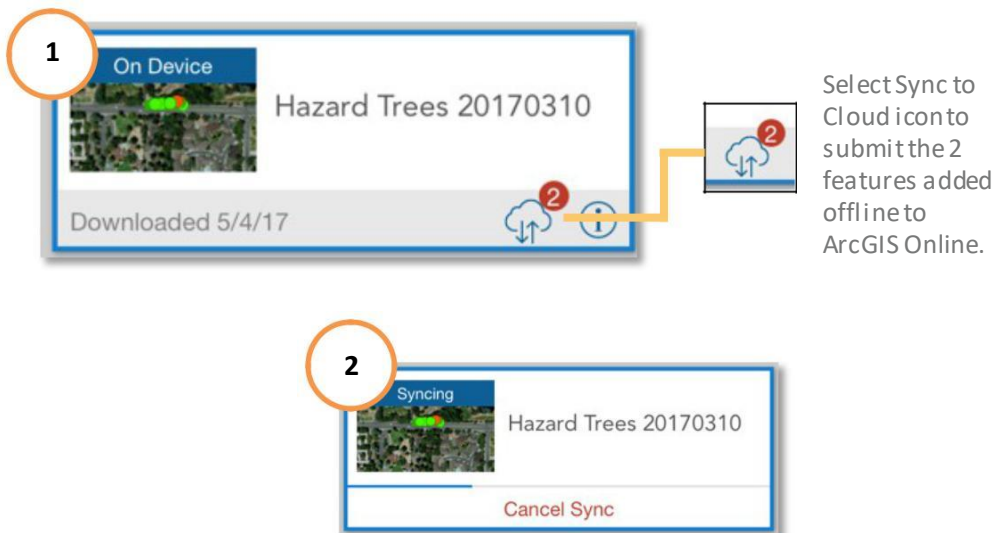 1
On Device
Hazard Trees 20170310
Downloaded 5/4/17
2
2
Select Sync to
Cloud icon to
submit the 2
features added
offline to
ArcGIS Online.
2
Syncing
Hazard Trees 20170310
Cancel Sync